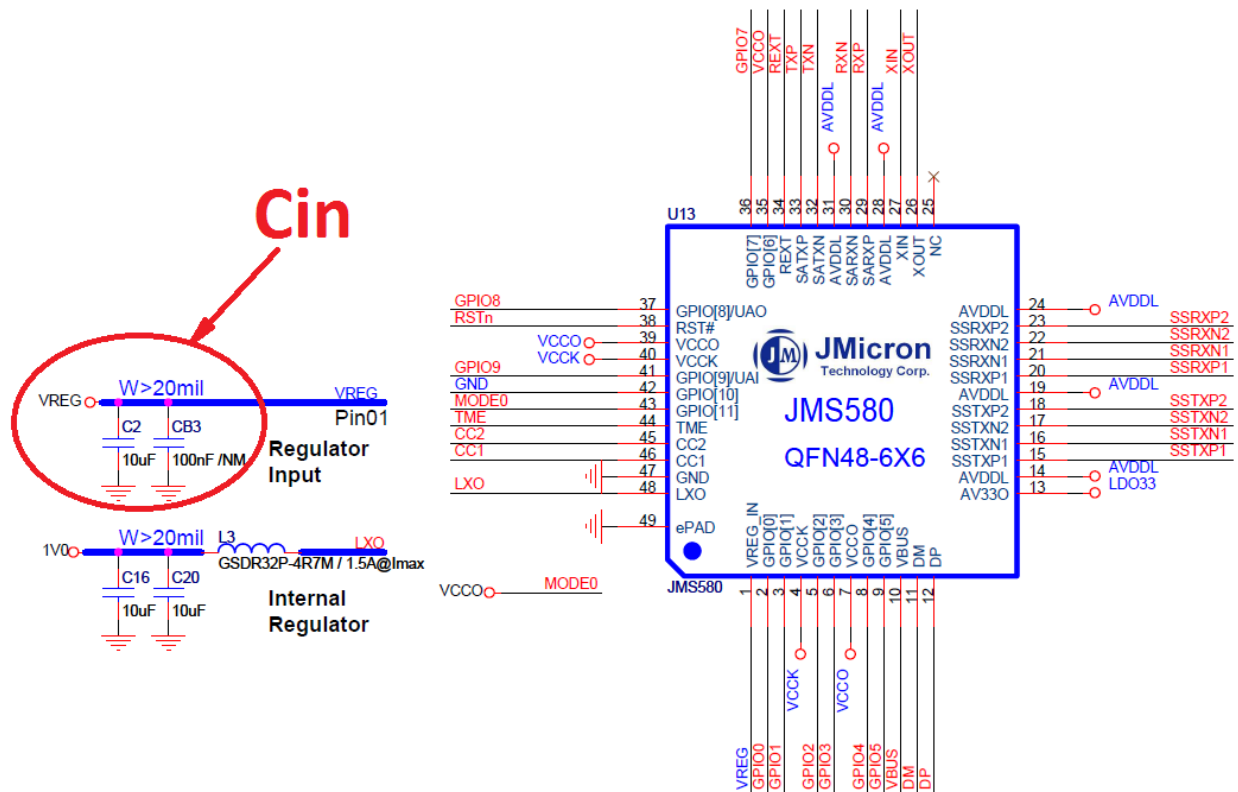 GPIO7
VCCO
REXT
TXP
TXN
AVDDL
RXN
RXP
AVDDL
XIN
XOUT
Cin
36
35
34
33
32
31
30
29
28
27
26
25
U13
GPIO[7]
GPIO[6]
REXT
SATXP
SATXN
AVDDL
SARXN
SARXP
AVDDL
XIN
XOUT
NC
GPIO8 37 GPIO[8]/UAO
RSTn 38 RST#
VCCO 39 VCCO
VCCK 40 VCCK
GPIO9 41 GPIO[9]/UAI
GND 42 GPIO[10]
MODE0 43 GPIO[11]
TME 44 TME
CC2 45 CC2
CC1 46 CC1
47 GND
LXO 48 LXO
49 ePAD
JM JMicron
Technology Corp.
JMS580
QFN48-6X6
AVDDL 24 AVDDL
SSRXP2 23 SSRXP2
SSRXN2 22 SSRXN2
SSRXN1 21 SSRXN1
SSRXP1 20 SSRXP1
AVDDL 19 AVDDL
SSTXP2 18 SSTXP2
SSTXN2 17 SSTXN2
SSTXN1 16 SSTXN1
SSTXP1 15 SSTXP1
AVDDL 14 AVDDL
AV33O 13 LDO33
W>20mil
VREG VREG
Pin01
C2 CB3
10uF 100nF /NM
Regulator
Input
W>20mil L3
1V0 LXO
GSDR32P-4R7M / 1.5A@Imax
C16 C20
10uF 10uF
Internal
Regulator
VCCO MODE0
VREG_IN
GPIO[0]
GPIO[1]
VCCK
GPIO[2]
GPIO[3]
VCCO
GPIO[4]
GPIO[5]
VBUS
DM
DP
JMS580
1
2
3
4
5
6
7
8
9
10
11
12
VREG
GPIO0
GPIO1
VCCK
GPIO2
GPIO3
VCCO
GPIO4
GPIO5
VBUS
DM
DP